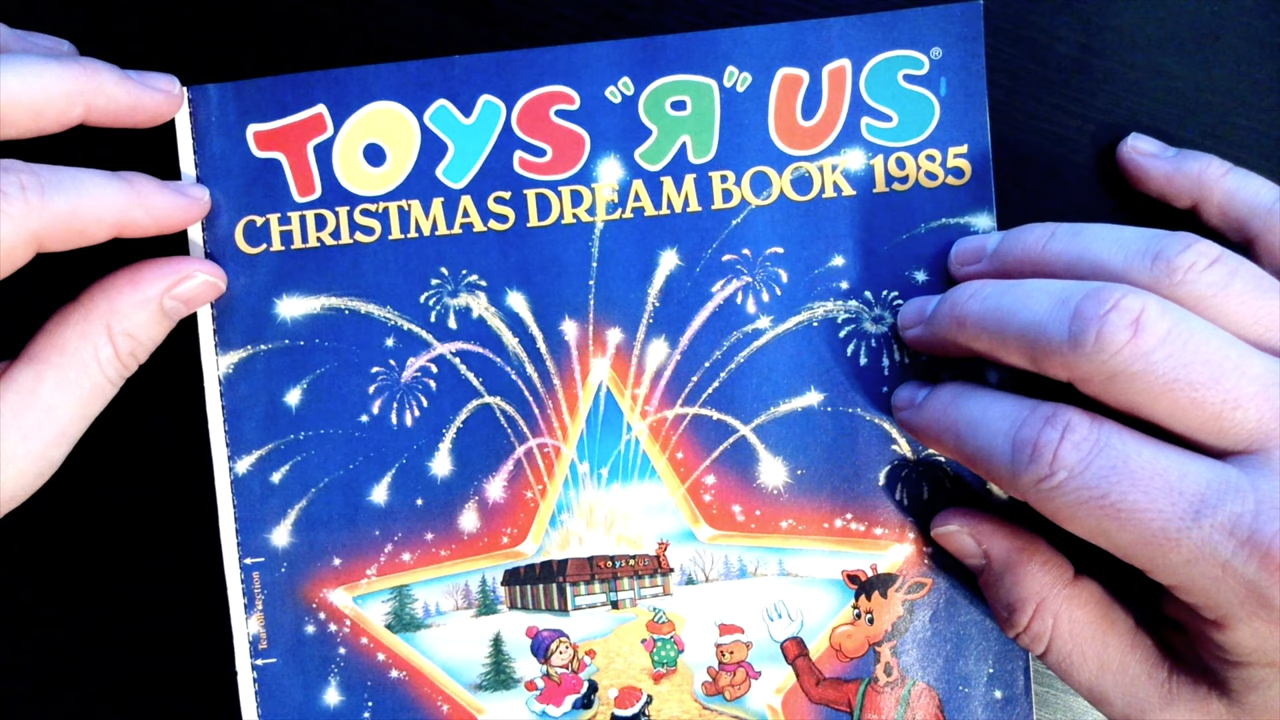 TOYS "R" US®
CHRISTMAS DREAM BOOK 1985
TOYS "R" US
Tear off section